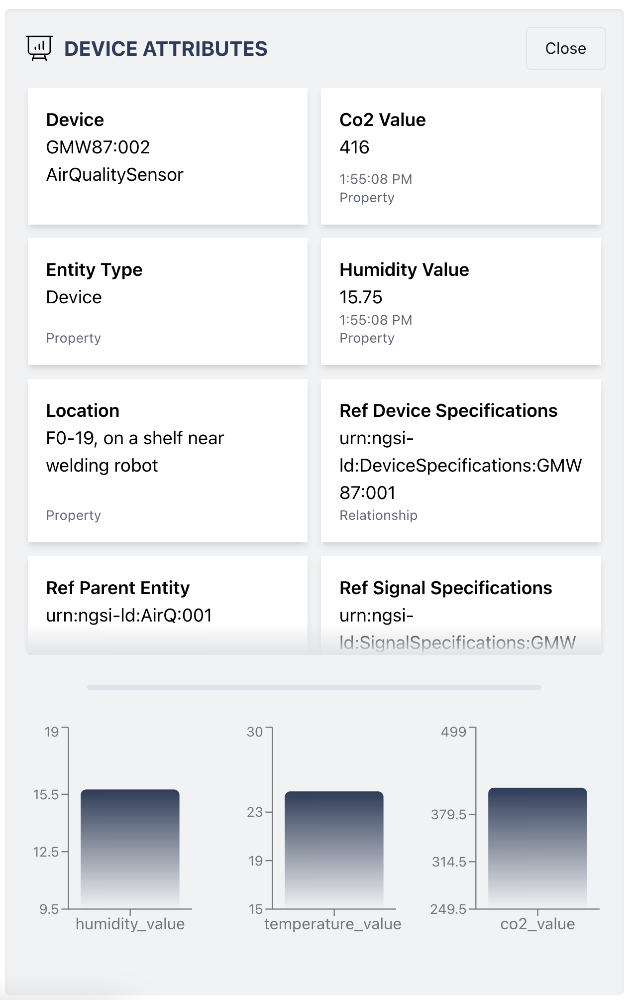 DEVICE ATTRIBUTES
Close
Device
GMW87:002
AirQualitySensor
Co2 Value
416
1:55:08 PM
Property
Entity Type
Device
Property
Humidity Value
15.75
1:55:08 PM
Property
Location
F0-19, on a shelf near
welding robot
Property
Ref Device Specifications
urn:ngsi-
ld:DeviceSpecifications:GMW
87:001
Relationship
Ref Parent Entity
urn:ngsi-ld:AirQ:001
Ref Signal Specifications
urn:ngsi-
ld:SignalSpecifications:GMW
19
15.5
12.5
9.5
humidity_value
30
23
19
15
temperature_value
499
379.5
314.5
249.5
co2_value